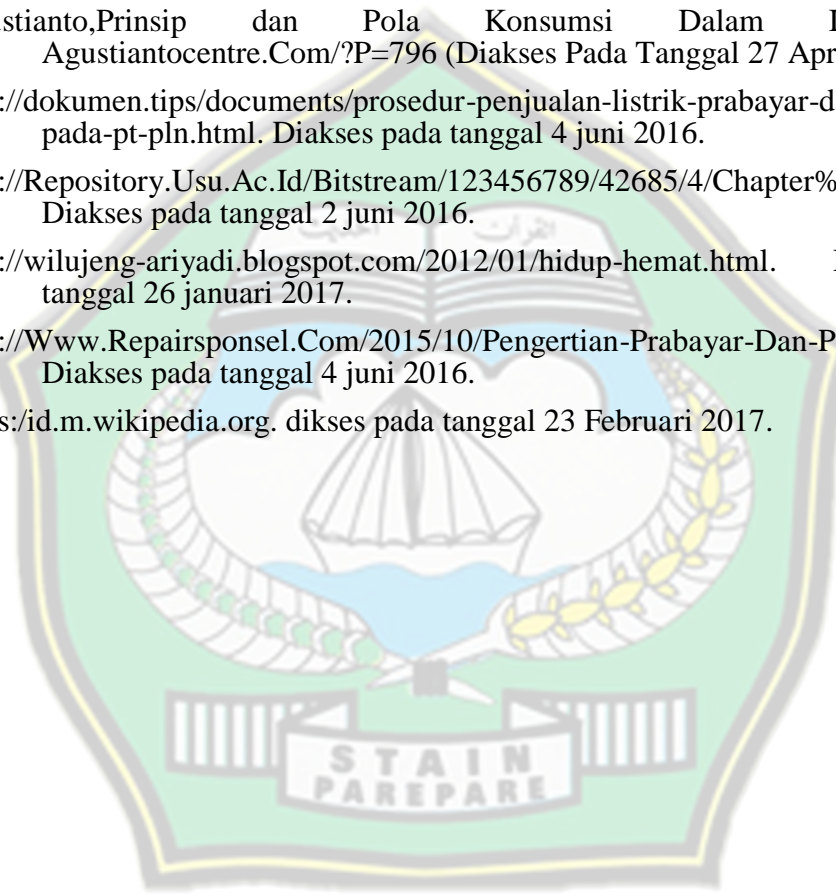 stianto,Prinsip dan Pola Konsumsi Dalam
Agustiantocentre.Com/?P=796 (Diakses Pada Tanggal 27 Apr
://dokumen.tips/documents/prosedur-penjualan-listrik-prabayar-d
pada-pt-pln.html. Diakses pada tanggal 4 juni 2016.
://Repository.Usu.Ac.Id/Bitstream/123456789/42685/4/Chapter%
Diakses pada tanggal 2 juni 2016.
://wilujeng-ariyadi.blogspot.com/2012/01/hidup-hemat.html.
tanggal 26 januari 2017.
://Www.Repairsponsel.Com/2015/10/Pengertian-Prabayar-Dan-P
Diakses pada tanggal 4 juni 2016.
s:/id.m.wikipedia.org. dikses pada tanggal 23 Februari 2017.
الحديث القرآن
STAIN
PAREPARE